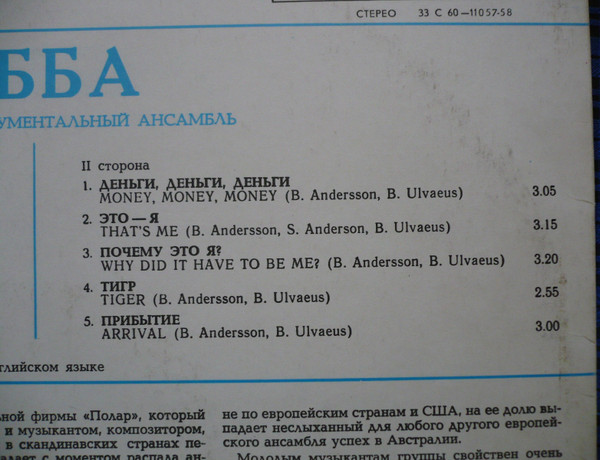 СТЕРЕО 33 С 60—11057-58
ББА
УМЕНТАЛЬНЫЙ АНСАМБЛЬ
II сторона
1. ДЕНЬГИ, ДЕНЬГИ, ДЕНЬГИ
MONEY, MONEY, MONEY (B. Andersson, B. Ulvaeus) 3.05
2. ЭТО — Я
THAT'S ME (B. Andersson, S. Anderson, B. Ulvaeus) 3.15
3. ПОЧЕМУ ЭТО Я?
WHY DID IT HAVE TO BE ME? (B. Andersson, B. Ulvaeus) 3.20
4. ТИГР
TIGER (B. Andersson, B. Ulvaeus) 2.55
5. ПРИБЫТИЕ
ARRIVAL (B. Andersson, B. Ulvaeus) 3.00
глийском языке
ной фирмы «Полар», который
и музыкантом, композитором,
в скандинавских странах пе-
дает с моментом распада ан-
не по европейским странам и США, на ее долю вы-
падает неслыханный для любого другого европей-
ского ансамбля успех в Австралии.
Молодым музыкантам группы свойствен очень